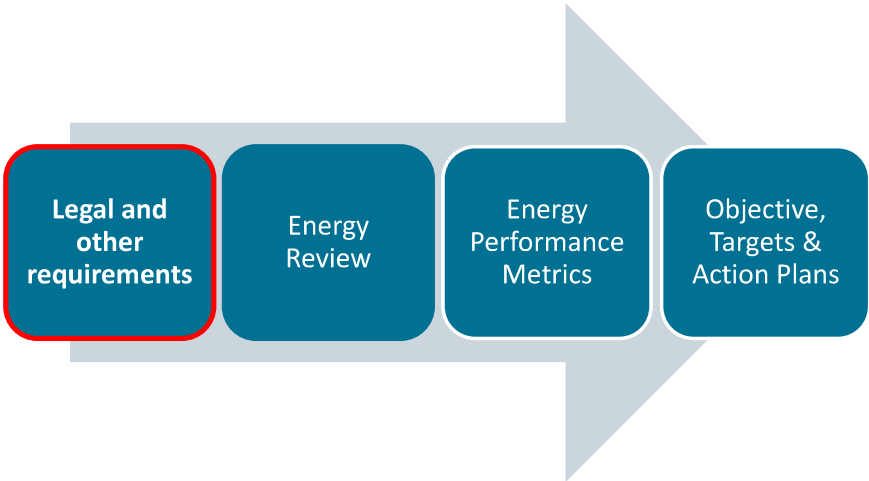 Legal and
other
requirements
Energy
Review
Energy
Performance
Metrics
Objective,
Targets &
Action Plans